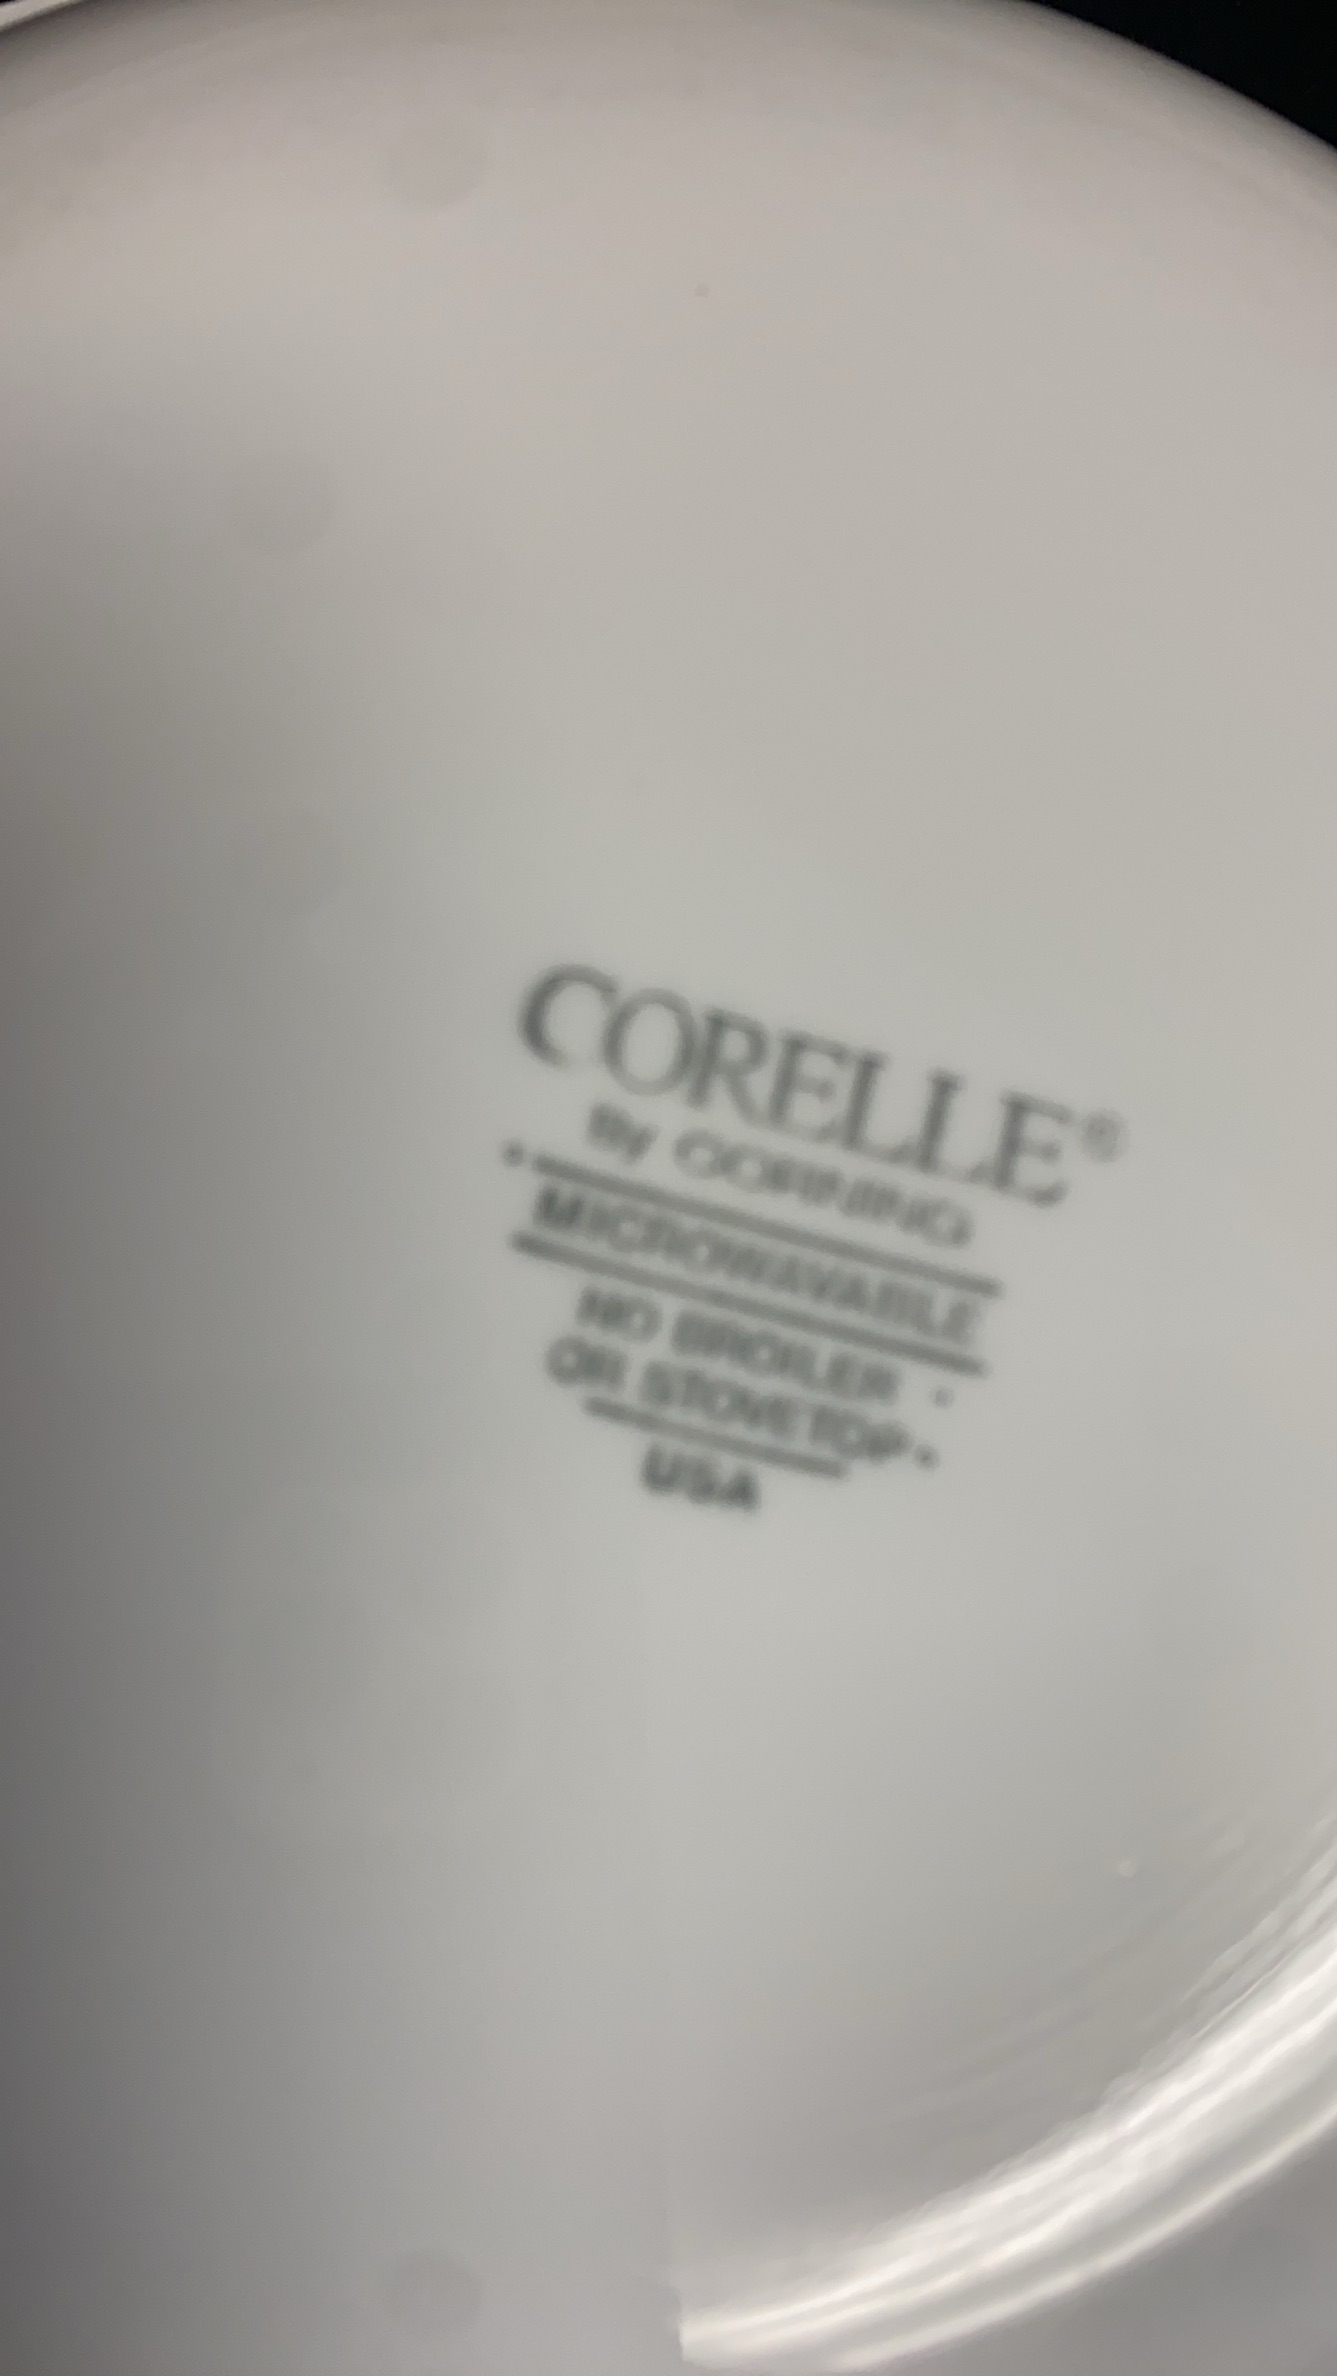 CORELLE®
By CORNING
MICROWAVABLE
NO BROILER
OR STOVETOP
USA